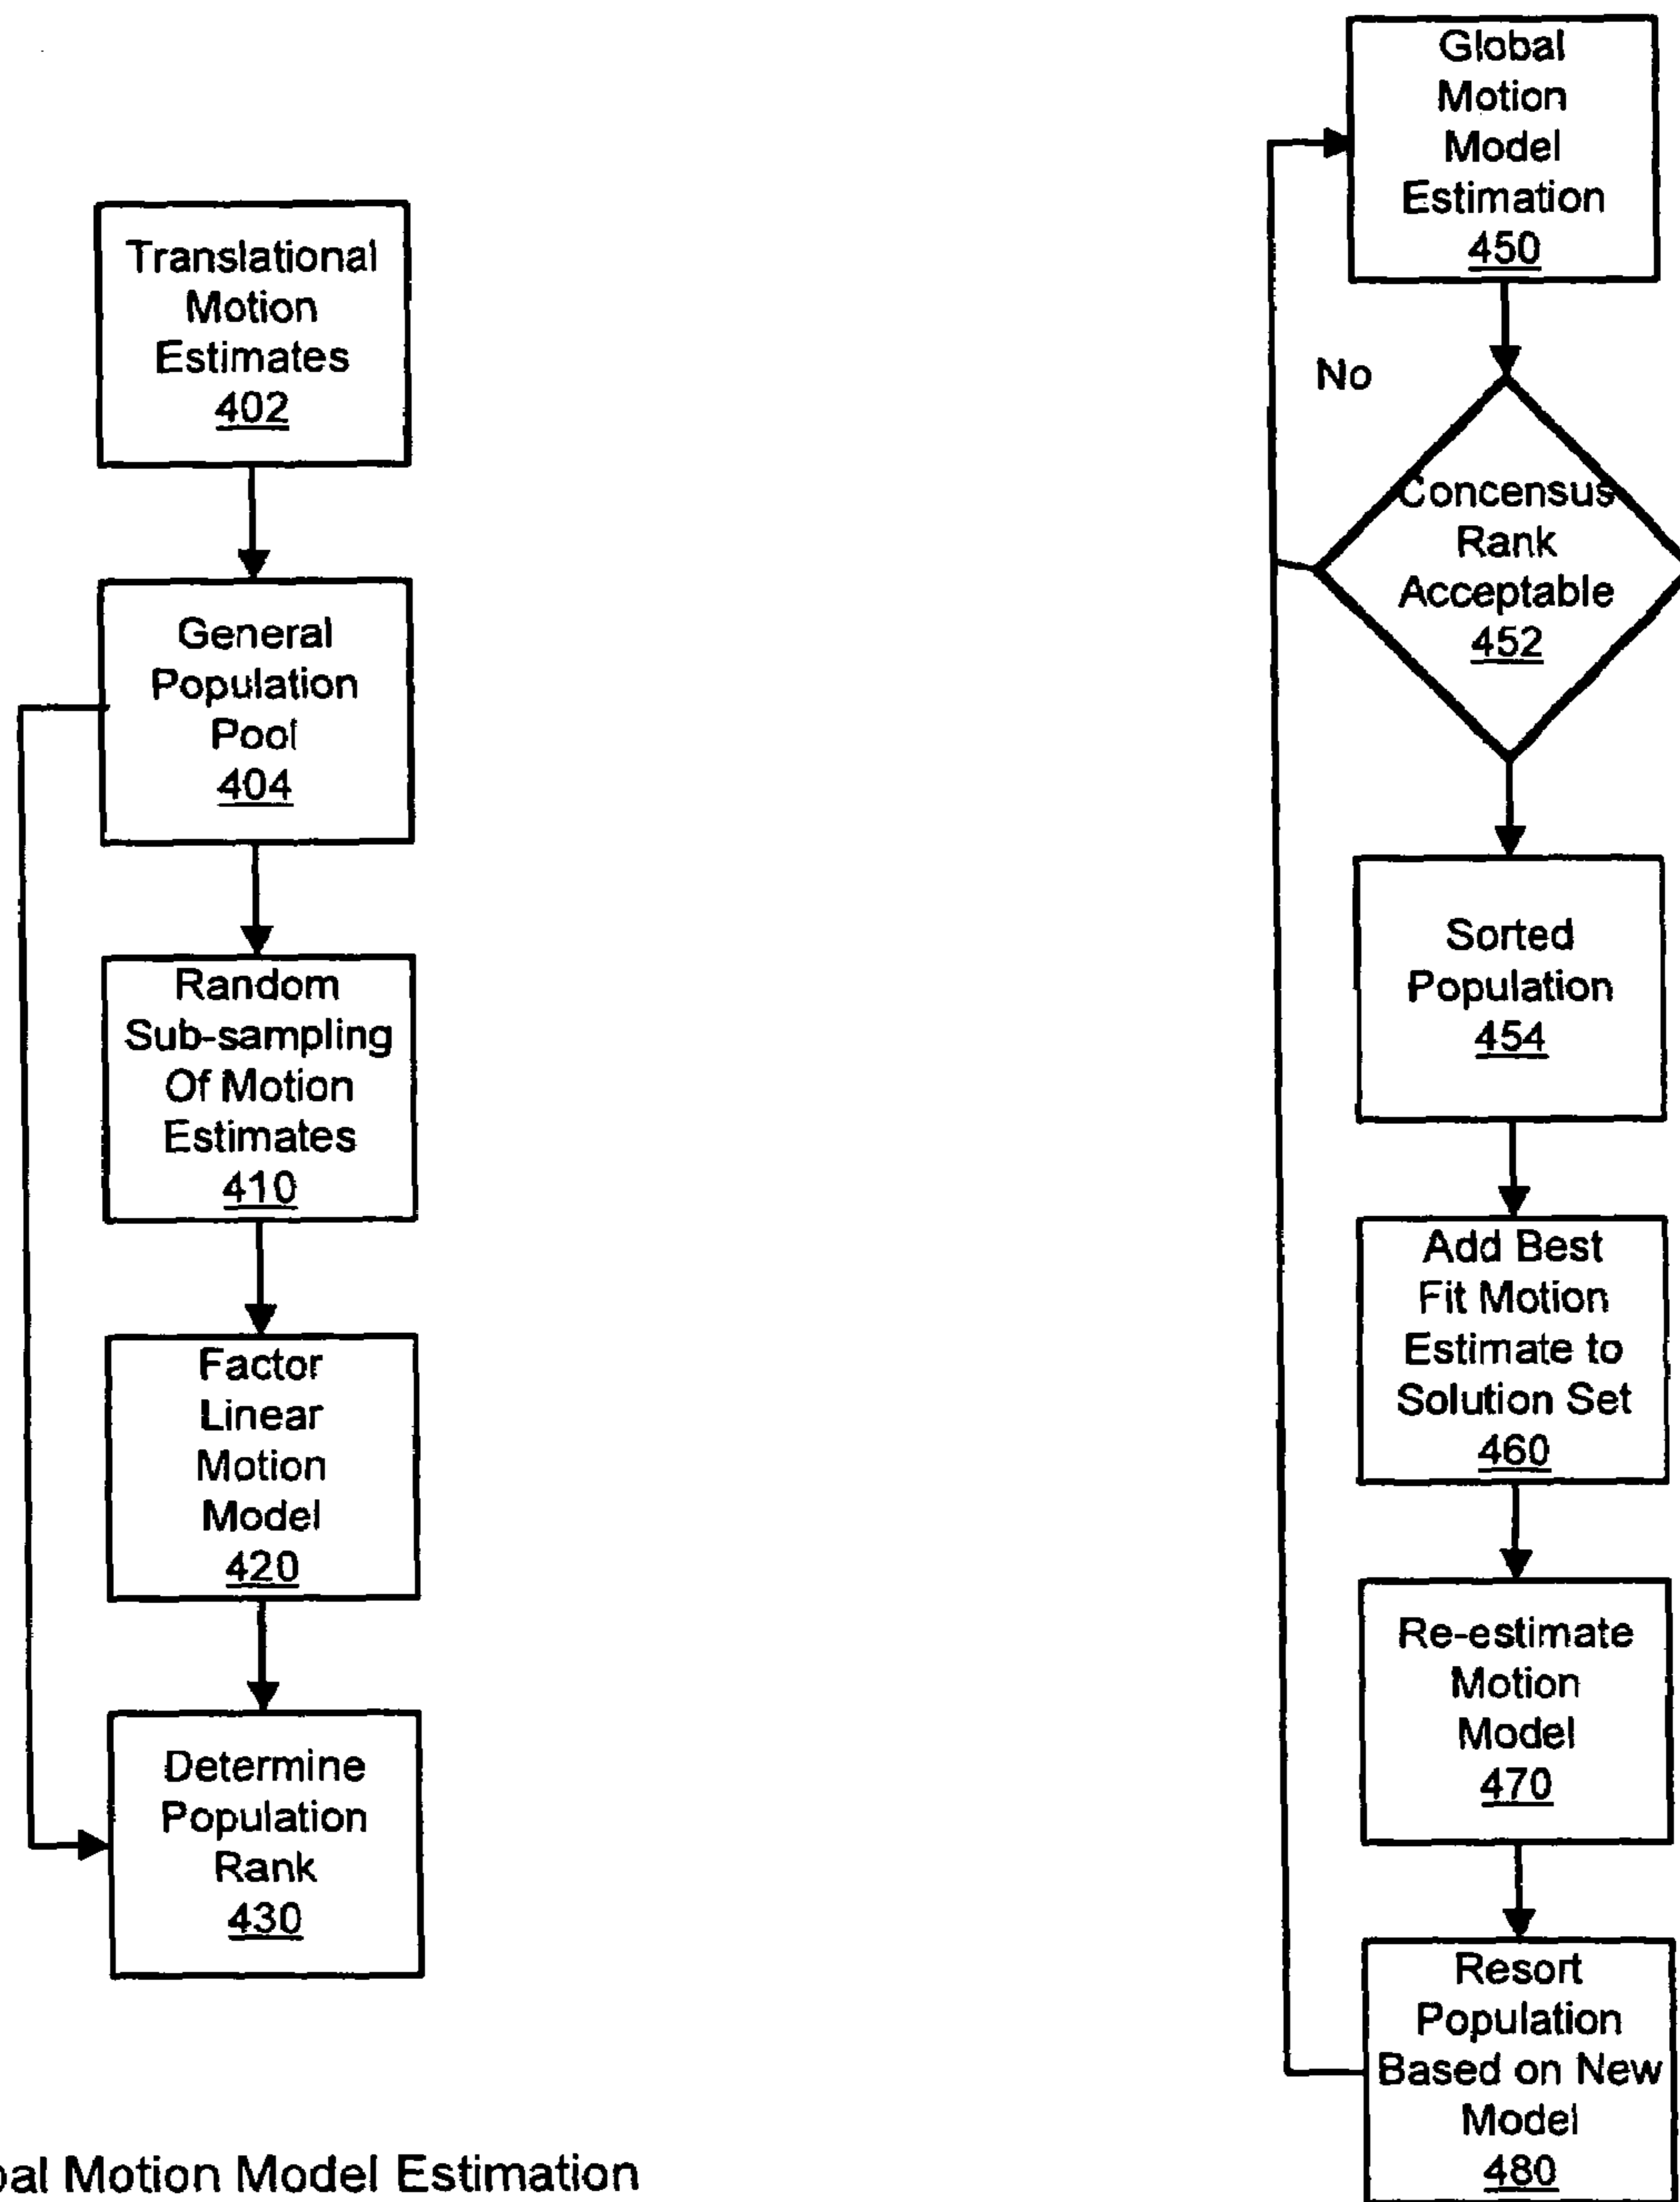 Translational
Motion
Estimates
402
General
Population
Pool
404
Random
Sub-sampling
Of Motion
Estimates
410
Factor
Linear
Motion
Model
420
Determine
Population
Rank
430
Motion Model Estimation
Global
Motion
Model
Estimation
450
No
Concensus
Rank
Acceptable
452
Sorted
Population
454
Add Best
Fit Motion
Estimate to
Solution Set
460
Re-estimate
Motion
Model
470
Resort
Population
Based on New
Model
480